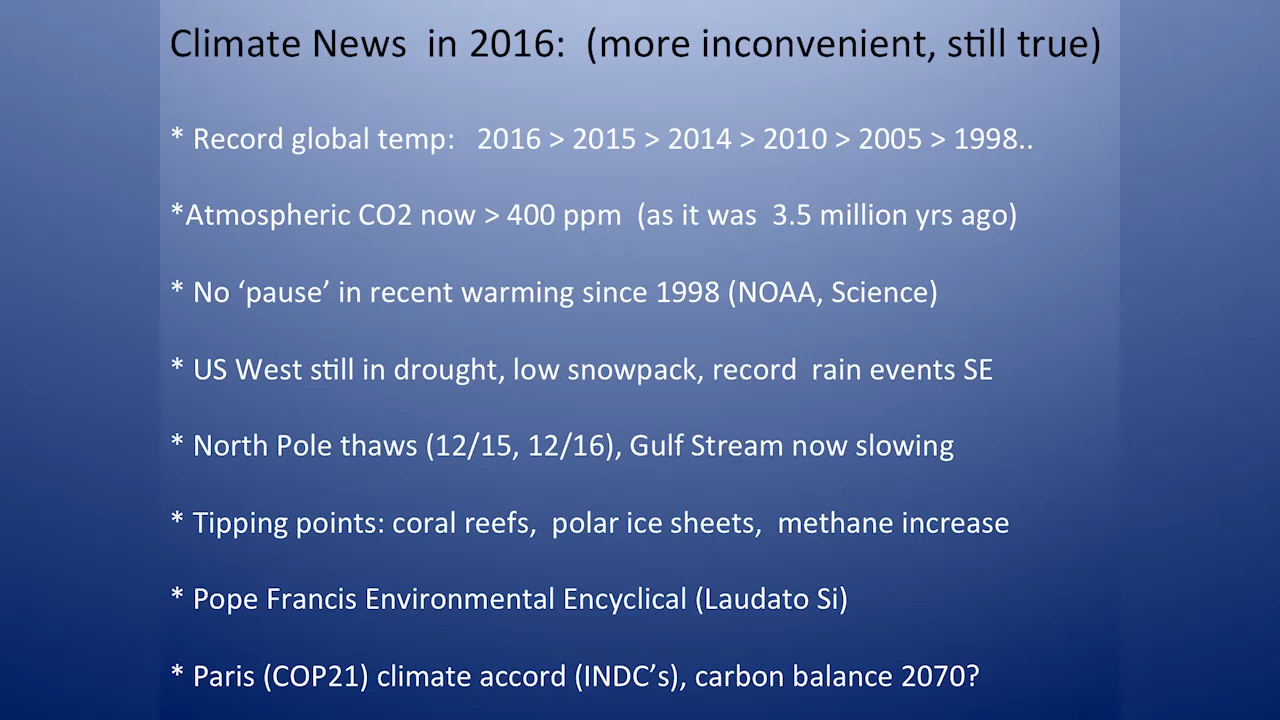 Climate News in 2016: (more inconvenient, still true)
* Record global temp: 2016 > 2015 > 2014 > 2010 > 2005 > 1998..
*Atmospheric CO2 now > 400 ppm (as it was 3.5 million yrs ago)
* No ‘pause’ in recent warming since 1998 (NOAA, Science)
* US West still in drought, low snowpack, record rain events SE
* North Pole thaws (12/15, 12/16), Gulf Stream now slowing
* Tipping points: coral reefs, polar ice sheets, methane increase
* Pope Francis Environmental Encyclical (Laudato Si)
* Paris (COP21) climate accord (INDC’s), carbon balance 2070?